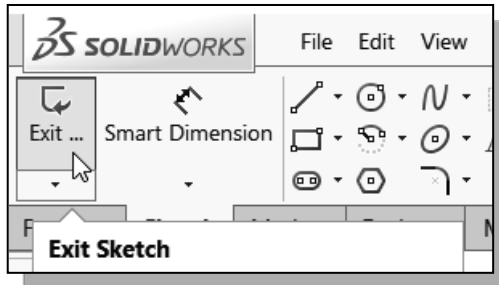 SOLIDWORKS File Edit View
Exit ... Smart Dimension
Exit Sketch